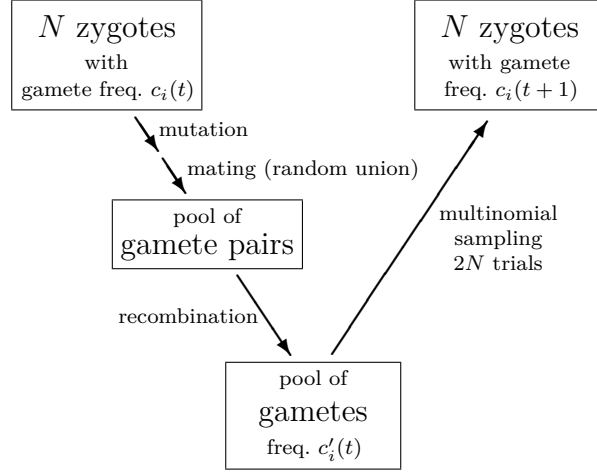 N zygotes
with
gamete freq. c_i(t)
N zygotes
with gamete
freq. c_i(t + 1)
mutation
mating (random union)
pool of
gamete pairs
multinomial
sampling
2N trials
recombination
pool of
gametes
freq. c'_i(t)